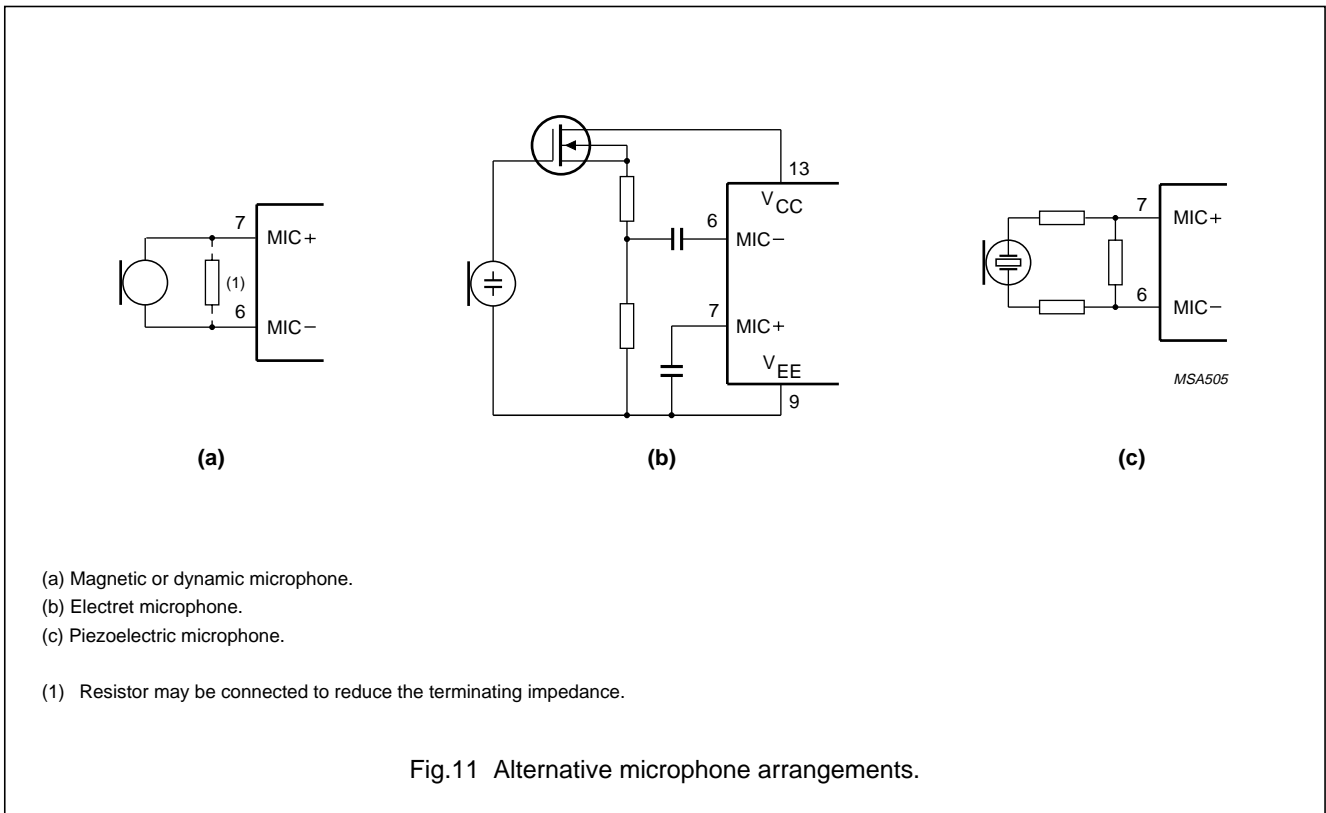 7
MIC+
(1)
6
MIC−
(a)
13
VCC
6
MIC−
7
MIC+
VEE
9
(b)
7
MIC+
6
MIC−
MSA505
(c)
(a) Magnetic or dynamic microphone.
(b) Electret microphone.
(c) Piezoelectric microphone.
(1) Resistor may be connected to reduce the terminating impedance.
Fig.11 Alternative microphone arrangements.